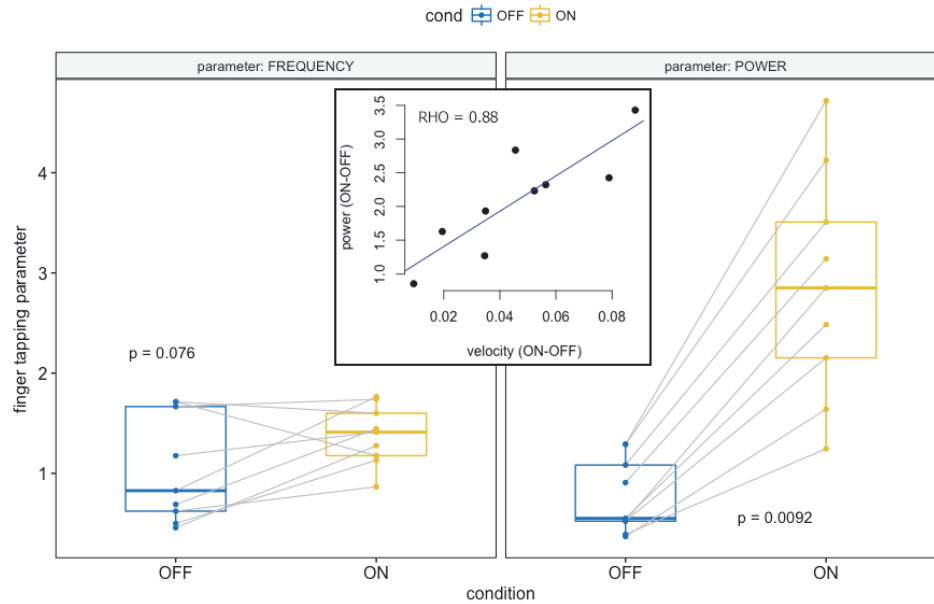 cond OFF ON
parameter: FREQUENCY
parameter: POWER
finger tapping parameter
4
3
2
1
p = 0.076
RHO = 0.88
power (ON-OFF)
3.5
3.0
2.5
2.0
1.5
1.0
0.02 0.04 0.06 0.08
velocity (ON-OFF)
p = 0.0092
OFF ON OFF ON
condition